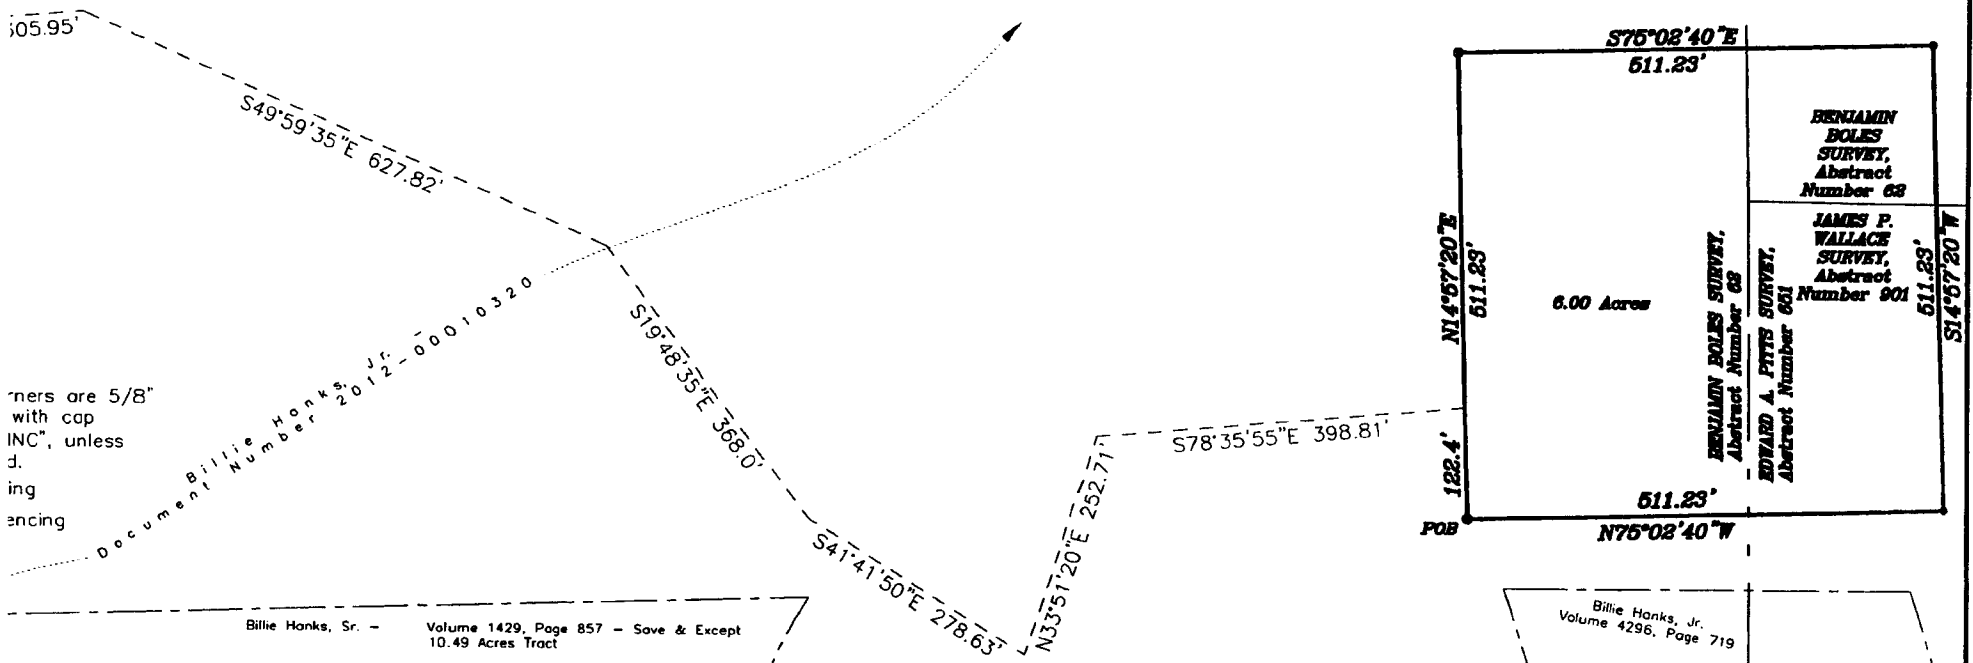 505.95'
S49°59'35"E 627.82'
Billie Hanks, Jr.
Document Number 2012-00010320
S19°48'35"E 368.0'
S41°41'50"E 278.63'
N33°51'20"E 252.71'
S78°35'55"E 398.81'
rners are 5/8"
with cap
INC", unless
d.
ing
encing
Billie Hanks, Sr. – Volume 1429, Page 857 – Save & Except
10.49 Acres Tract
S75°02'40"E
511.23'
N14°57'20"E
511.23'
122.4'
POB
6.00 Acres
BENJAMIN BOLES SURVEY,
Abstract Number 62
EDWARD A. PITTS SURVEY,
Abstract Number 651
BENJAMIN
BOLES
SURVEY,
Abstract
Number 62
JAMES P.
WALLACE
SURVEY,
Abstract
Number 901
511.23'
S14°57'20"W
511.23'
N75°02'40"W
Billie Hanks, Jr.
Volume 4296, Page 719